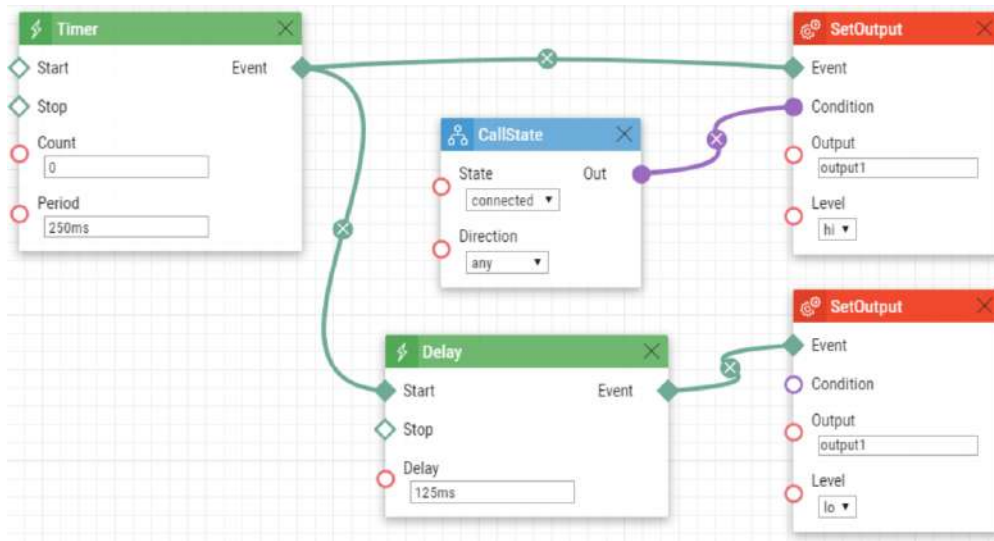 Timer
Start Event
Stop
Count
0
Period
250ms
CallState
State Out
connected
Direction
any
SetOutput
Event
Condition
Output
output1
Level
hi
Delay
Start Event
Stop
Delay
125ms
SetOutput
Event
Condition
Output
output1
Level
lo